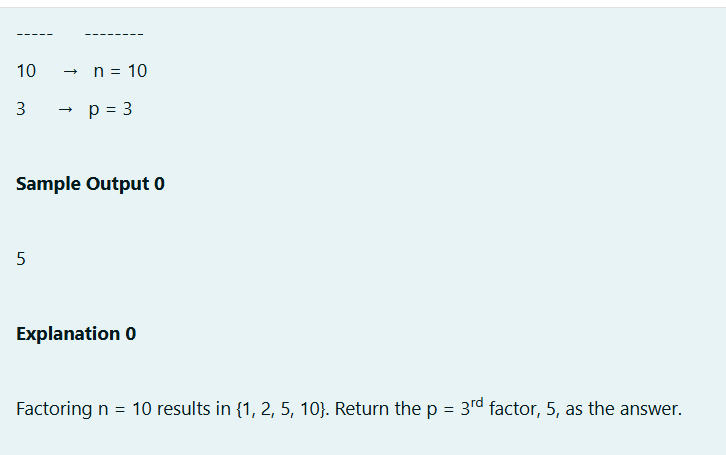 ----- --------
10 → n = 10
3 → p = 3
Sample Output 0
5
Explanation 0
Factoring n = 10 results in {1, 2, 5, 10}. Return the p = 3rd factor, 5, as the answer.